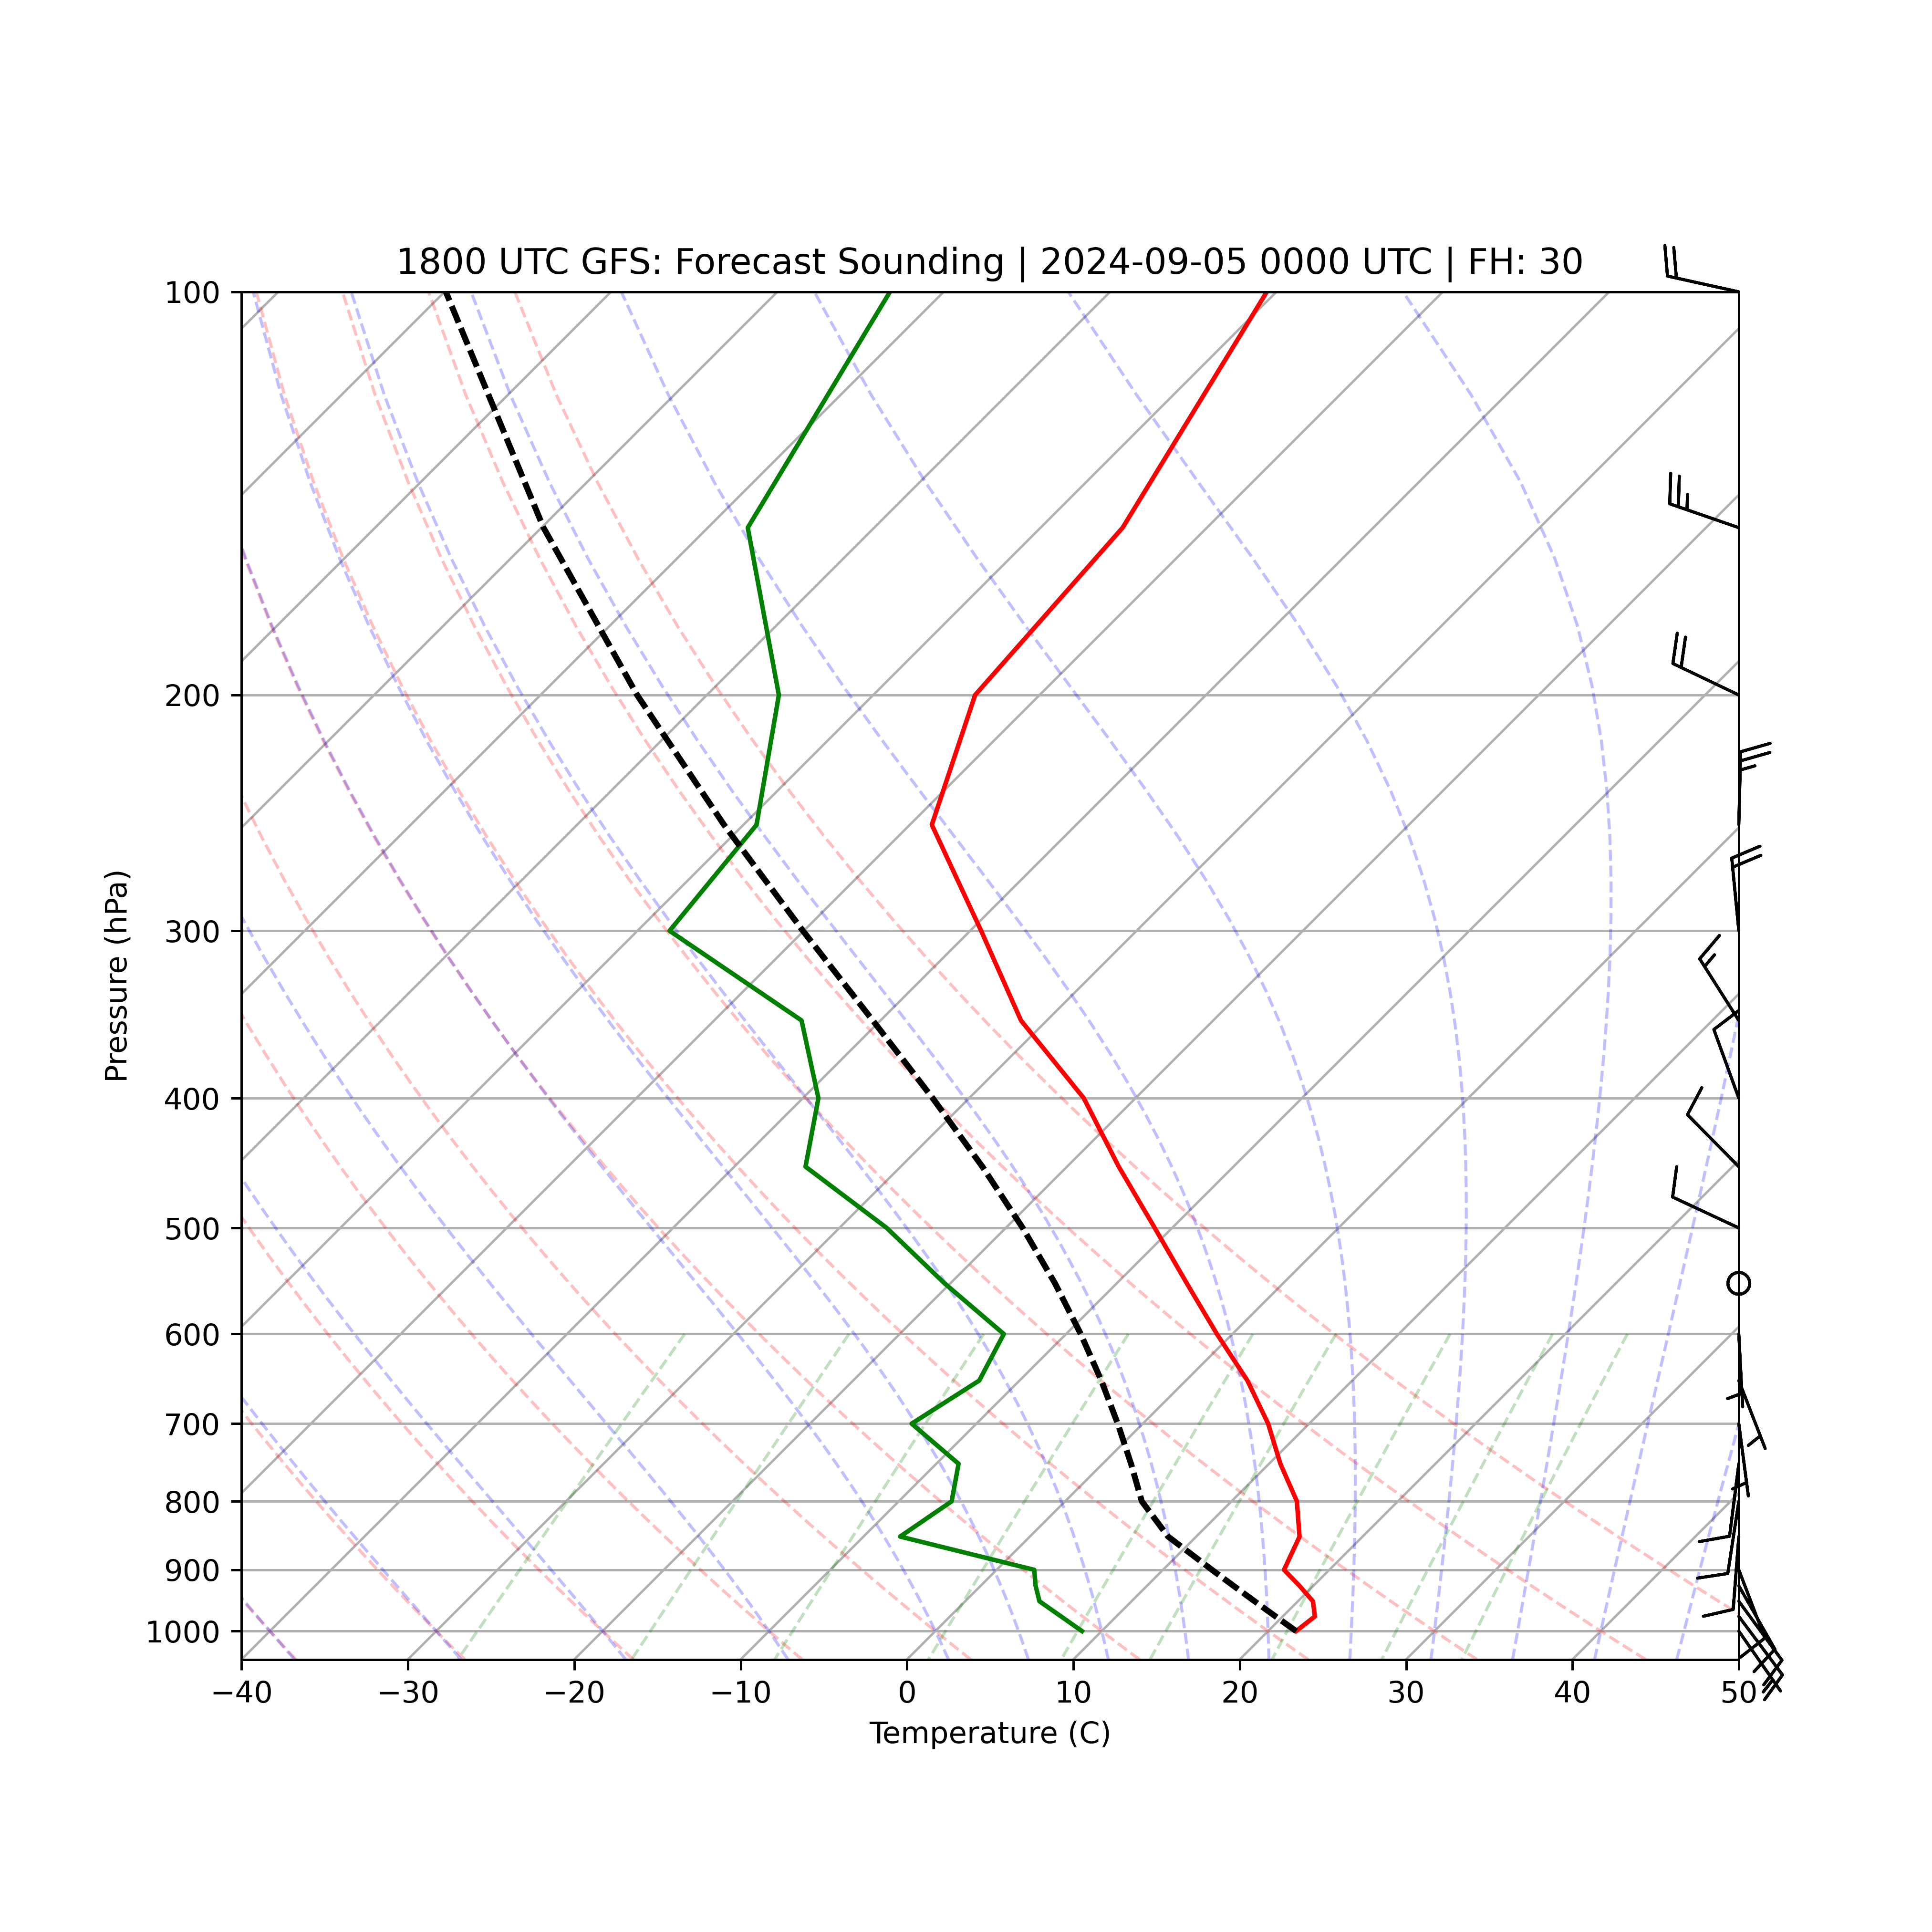 1800 UTC GFS: Forecast Sounding | 2024-09-05 0000 UTC | FH: 30
100
200
300
400
500
600
700
800
900
1000
Pressure (hPa)
−40 −30 −20 −10 0 10 20 30 40 50
Temperature (C)